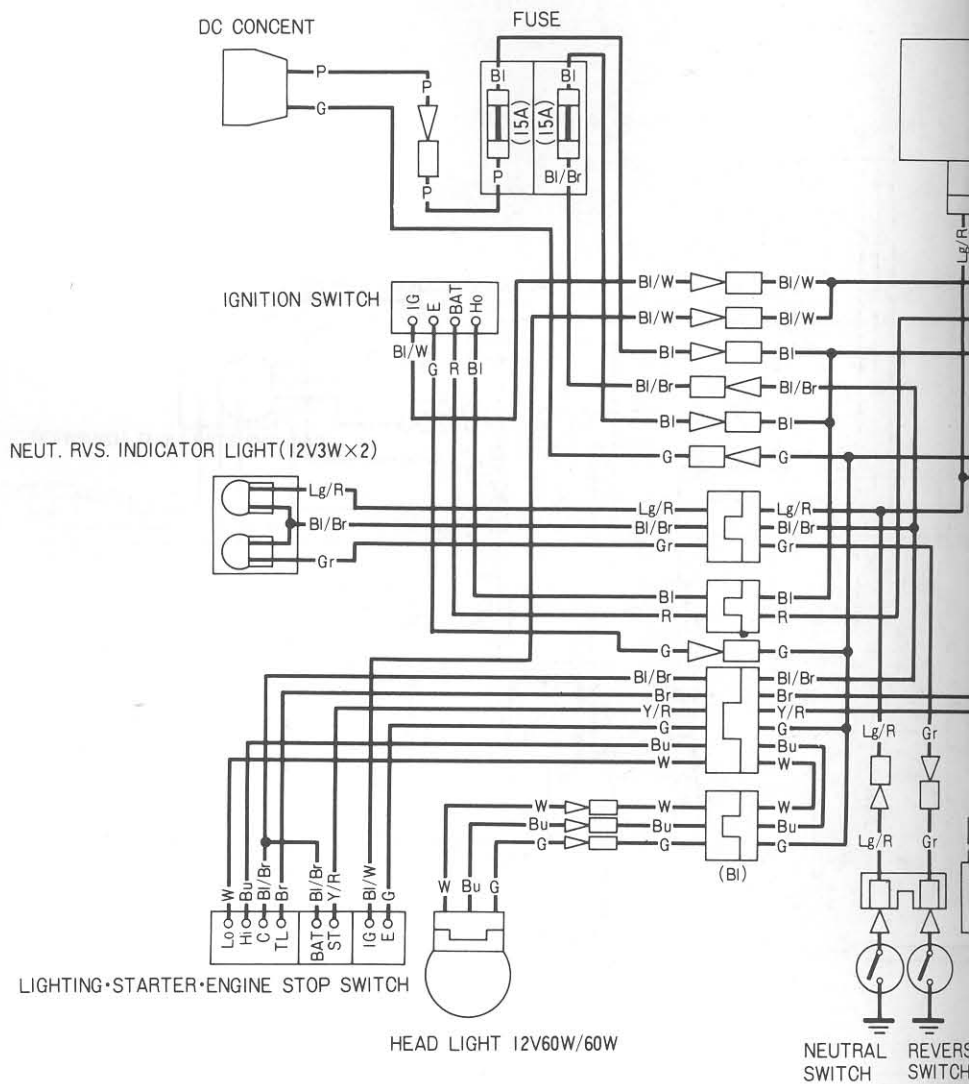 DC CONCENT
FUSE
P
P
G
P
Bl
Bl
(15A)
(15A)
P
Bl/Br
P
Lg/R
IGNITION SWITCH
IG
E
BAT
Ho
Bl/W
G
R
Bl
Bl/W
Bl/W
Bl/W
Bl/W
Bl
Bl
Bl/Br
Bl/Br
Bl
Bl
G
G
NEUT. RVS. INDICATOR LIGHT(12V3W×2)
Lg/R
Bl/Br
Gr
Lg/R
Lg/R
Bl/Br
Bl/Br
Gr
Gr
Bl
Bl
R
R
G
G
Bl/Br
Bl/Br
Br
Br
Y/R
Y/R
G
G
Bu
Bu
W
W
Lg/R
Gr
W
W
W
Bu
Bu
Bu
G
G
G
(Bl)
Lg/R
Gr
W
Bu
Bl/Br
Br
Bl/Br
Y/R
Bl/W
G
W
Bu
G
Lo
Hi
C
TL
BAT
ST
IG
E
LIGHTING·STARTER·ENGINE STOP SWITCH
HEAD LIGHT 12V60W/60W
NEUTRAL
SWITCH
REVERS
SWITCH